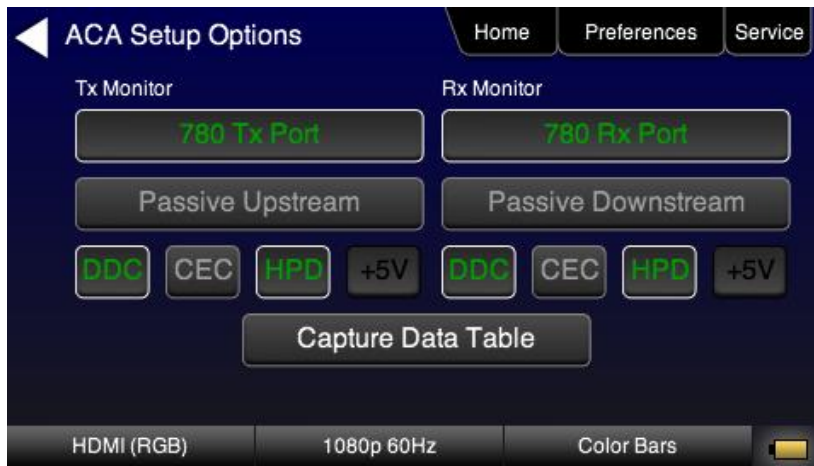 ACA Setup Options
Home
Preferences
Service
Tx Monitor
Rx Monitor
780 Tx Port
780 Rx Port
Passive Upstream
Passive Downstream
DDC
CEC
HPD
+5V
DDC
CEC
HPD
+5V
Capture Data Table
HDMI (RGB)
1080p 60Hz
Color Bars